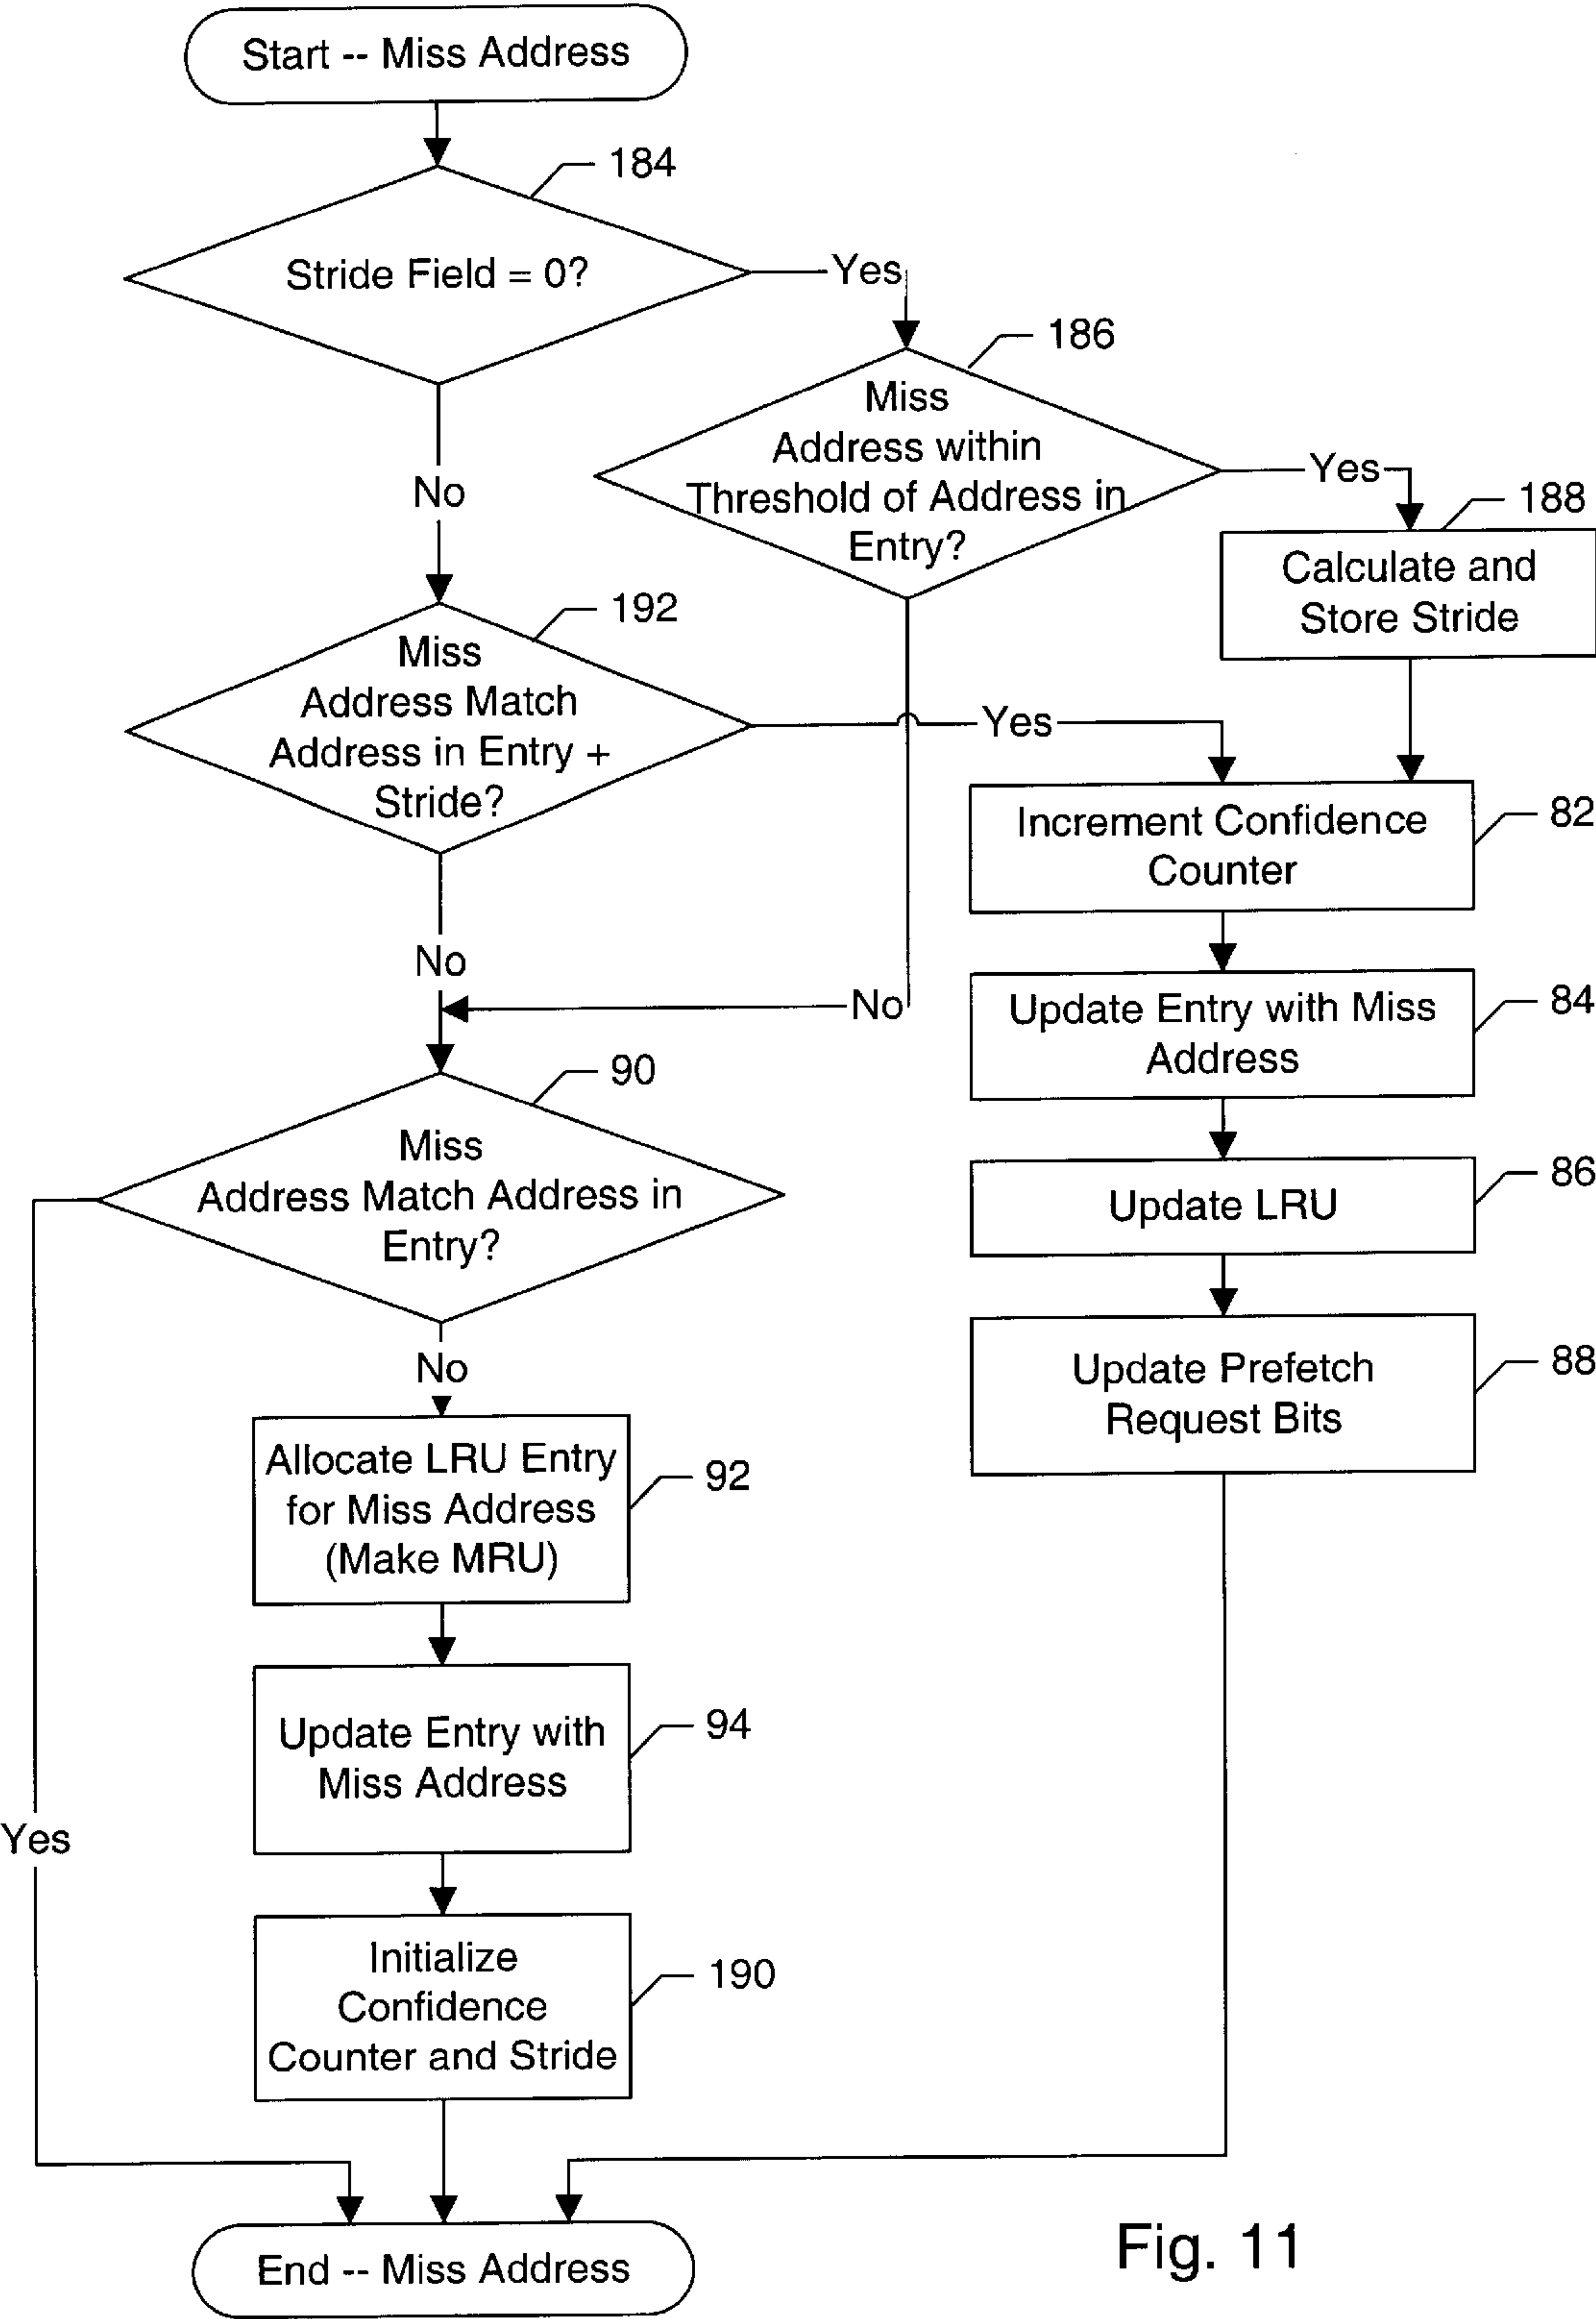 Start -- Miss Address
184
Stride Field = 0?
Yes
186
Miss
Address within
Threshold of Address in
Entry?
Yes
188
Calculate and
Store Stride
No
192
Miss
Address Match
Address in Entry +
Stride?
Yes
Increment Confidence
Counter
82
No
No
Update Entry with Miss
Address
84
90
Miss
Address Match Address in
Entry?
Update LRU
86
No
Update Prefetch
Request Bits
88
Allocate LRU Entry
for Miss Address
(Make MRU)
92
Update Entry with
Miss Address
94
Yes
Initialize
Confidence
Counter and Stride
190
End -- Miss Address
Fig. 11